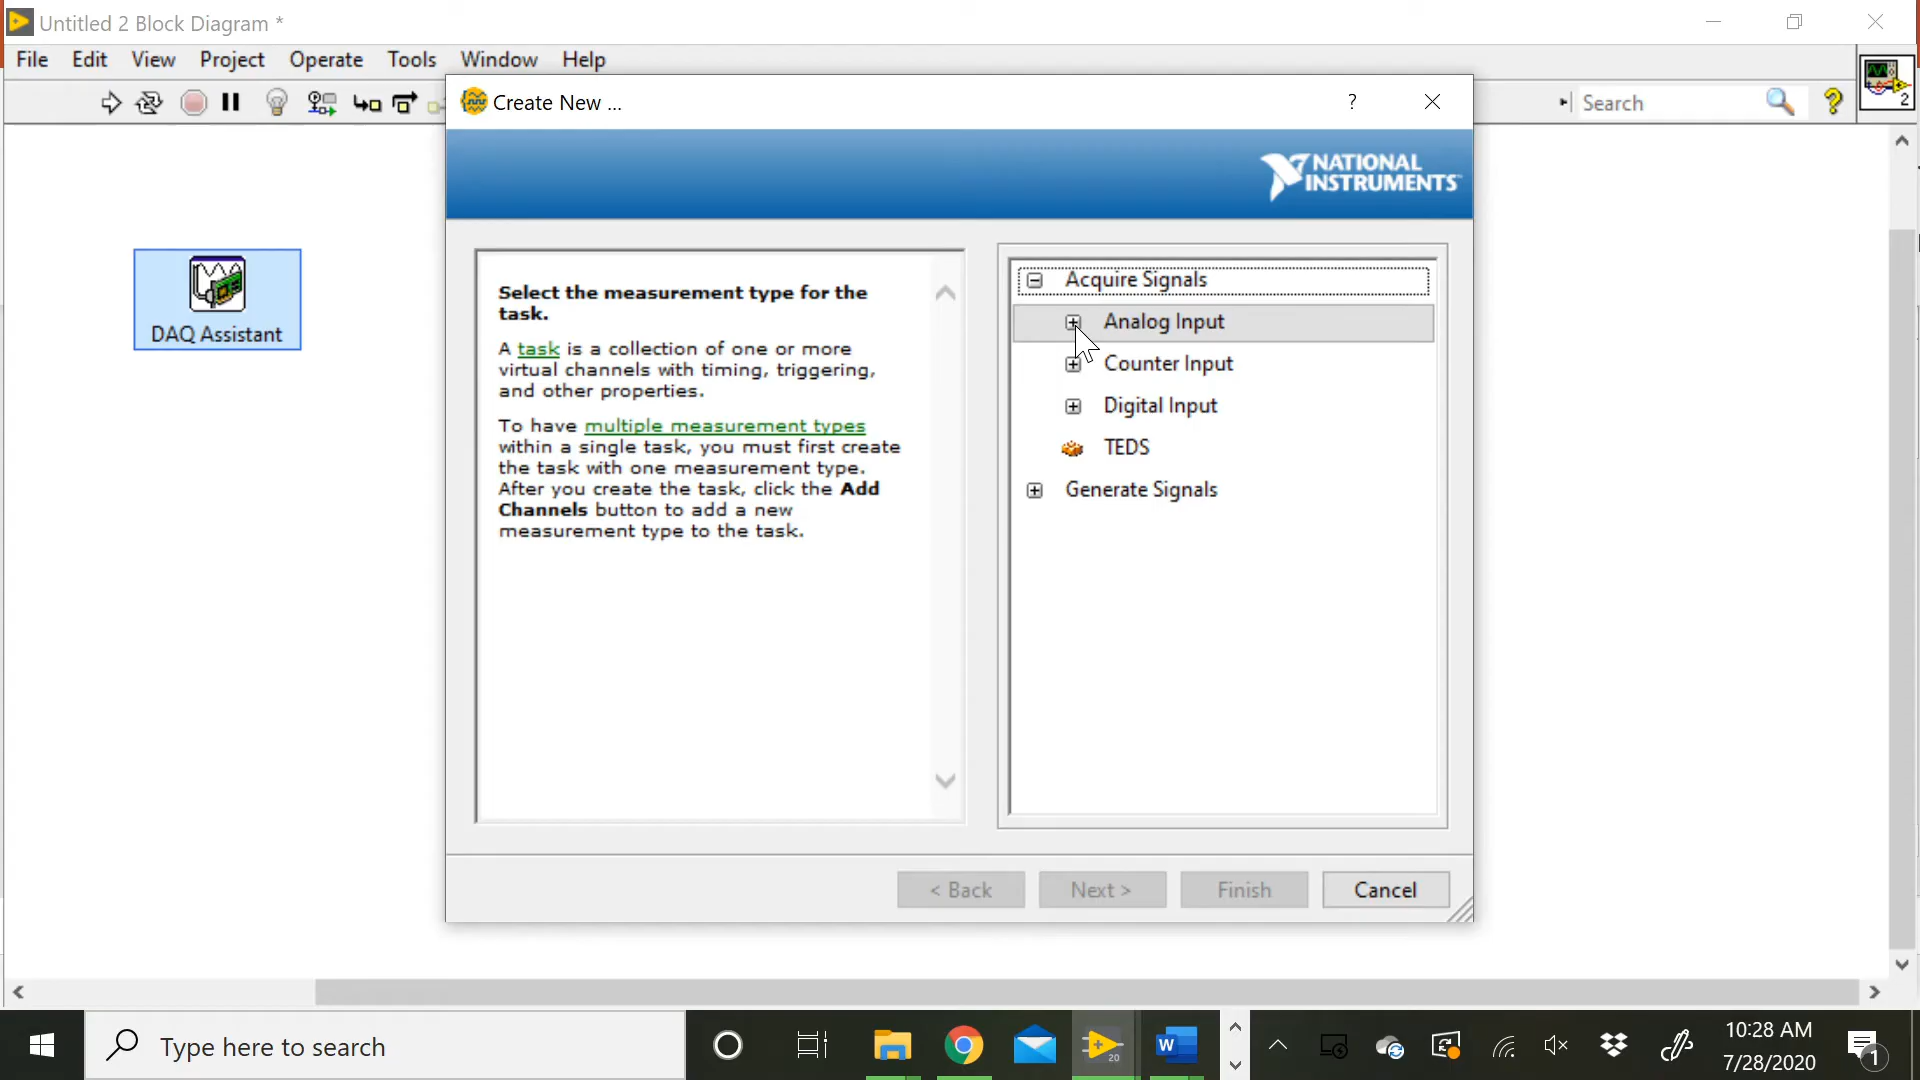 Untitled 2 Block Diagram *
File Edit View Project Operate Tools Window Help
Create New ...
?
Search
?
2
NATIONAL
INSTRUMENTS
DAQ Assistant
Select the measurement type for the
task.
A task is a collection of one or more
virtual channels with timing, triggering,
and other properties.
To have multiple measurement types
within a single task, you must first create
the task with one measurement type.
After you create the task, click the Add
Channels button to add a new
measurement type to the task.
Acquire Signals
Analog Input
Counter Input
Digital Input
TEDS
Generate Signals
< Back
Next >
Finish
Cancel
Type here to search
20
W
10:28 AM
7/28/2020
1